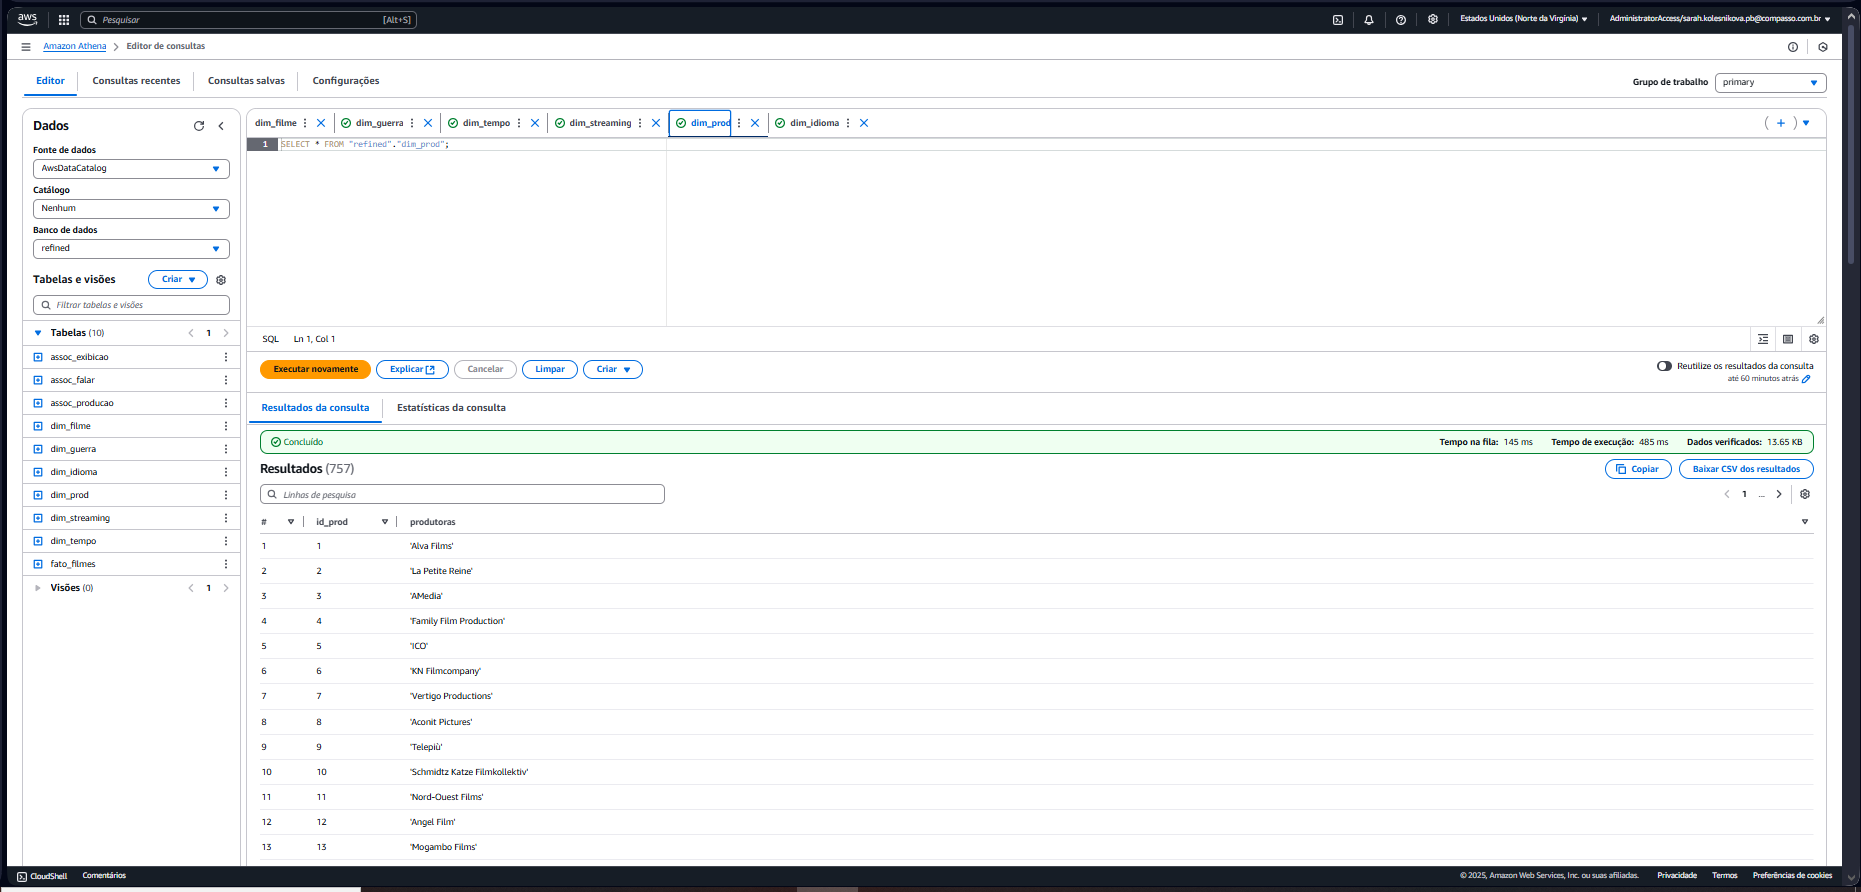 aws Pesquisar [Alt+S] Estados Unidos (Norte da Virgínia) AdministratorAccess/sarah.kolesnikova.pb@compasso.com.br
Amazon Athena > Editor de consultas
Editor Consultas recentes Consultas salvas Configurações Grupo de trabalho primary
Dados
Fonte de dados
AwsDataCatalog
Catálogo
Nenhum
Banco de dados
refined
Tabelas e visões Criar
Filtrar tabelas e visões
Tabelas (10) < 1 >
assoc_exibicao
assoc_falar
assoc_producao
dim_filme
dim_guerra
dim_idioma
dim_prod
dim_streaming
dim_tempo
fato_filmes
Visões (0) < 1 >
dim_filme dim_guerra dim_tempo dim_streaming dim_prod dim_idioma
1 SELECT * FROM "refined"."dim_prod";
SQL Ln 1, Col 1
Executar novamente Explicar Cancelar Limpar Criar
Reutilize os resultados da consulta
até 60 minutos atrás
Resultados da consulta Estatísticas da consulta
Concluído Tempo na fila: 145 ms Tempo de execução: 485 ms Dados verificados: 13.65 KB
Resultados (757) Copiar Baixar CSV dos resultados
Linhas de pesquisa < 1 ... >
# id_prod produtoras
1 1 'Alva Films'
2 2 'La Petite Reine'
3 3 'AMedia'
4 4 'Family Film Production'
5 5 'ICO'
6 6 'KN Filmcompany'
7 7 'Vertigo Productions'
8 8 'Aconit Pictures'
9 9 'Telepiù'
10 10 'Schmidtz Katze Filmkollektiv'
11 11 'Nord-Ouest Films'
12 12 'Angel Film'
13 13 'Mogambo Films'
CloudShell Comentários © 2025, Amazon Web Services, Inc. ou suas afiliadas. Privacidade Termos Preferências de cookies